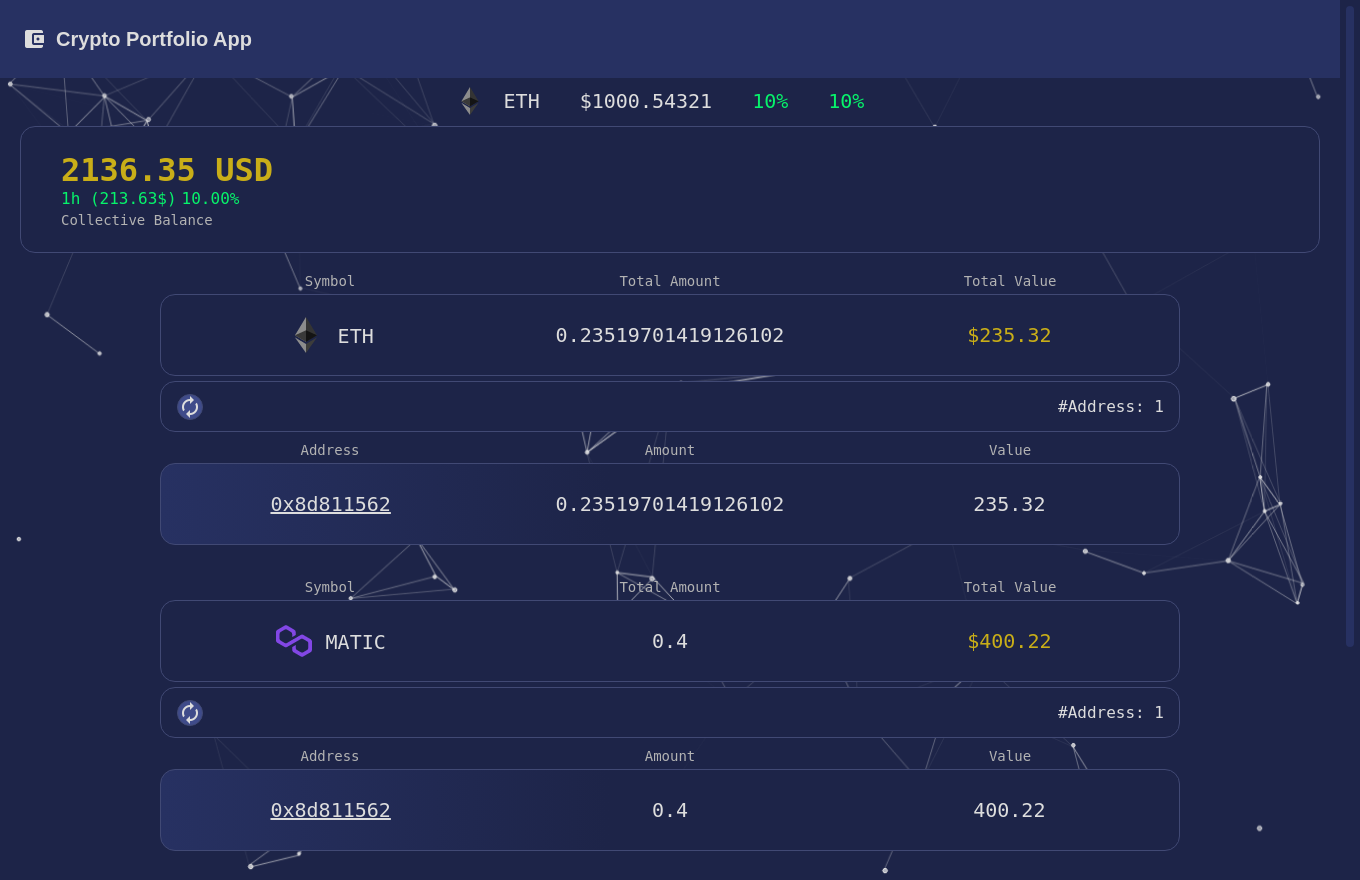 Crypto Portfolio App
ETH $1000.54321 10% 10%
2136.35 USD
1h (213.63$) 10.00%
Collective Balance
Symbol Total Amount Total Value
ETH 0.23519701419126102 $235.32
#Address: 1
Address Amount Value
0x8d811562 0.23519701419126102 235.32
Symbol Total Amount Total Value
MATIC 0.4 $400.22
#Address: 1
Address Amount Value
0x8d811562 0.4 400.22